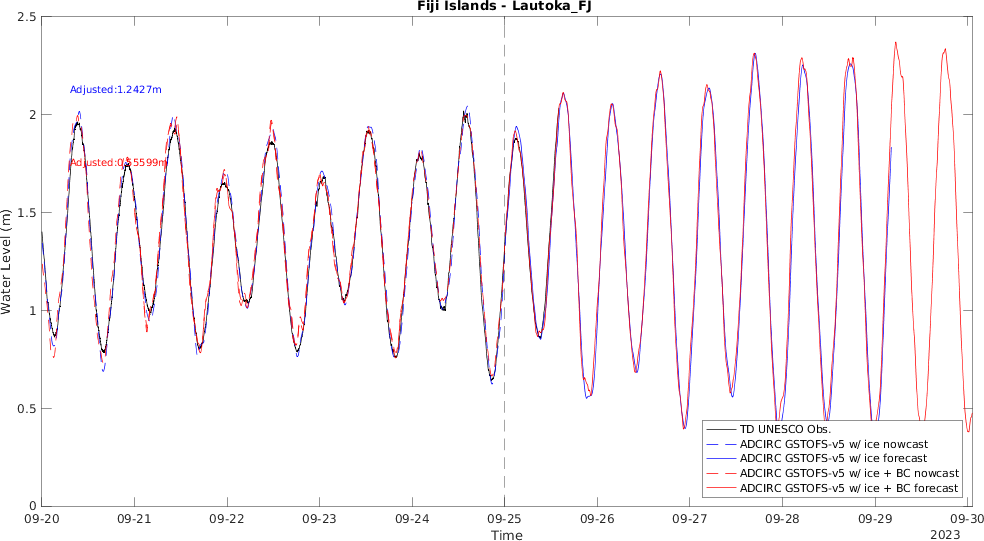 Fiji Islands - Lautoka_FJ
2.5
2
1.5
1
0.5
0
Water Level (m)
Adjusted:1.2427m
Adjusted:0.55599m
TD UNESCO Obs.
ADCIRC GSTOFS-v5 w/ ice nowcast
ADCIRC GSTOFS-v5 w/ ice forecast
ADCIRC GSTOFS-v5 w/ ice + BC nowcast
ADCIRC GSTOFS-v5 w/ ice + BC forecast
09-20 09-21 09-22 09-23 09-24 09-25 09-26 09-27 09-28 09-29 09-30
Time
2023